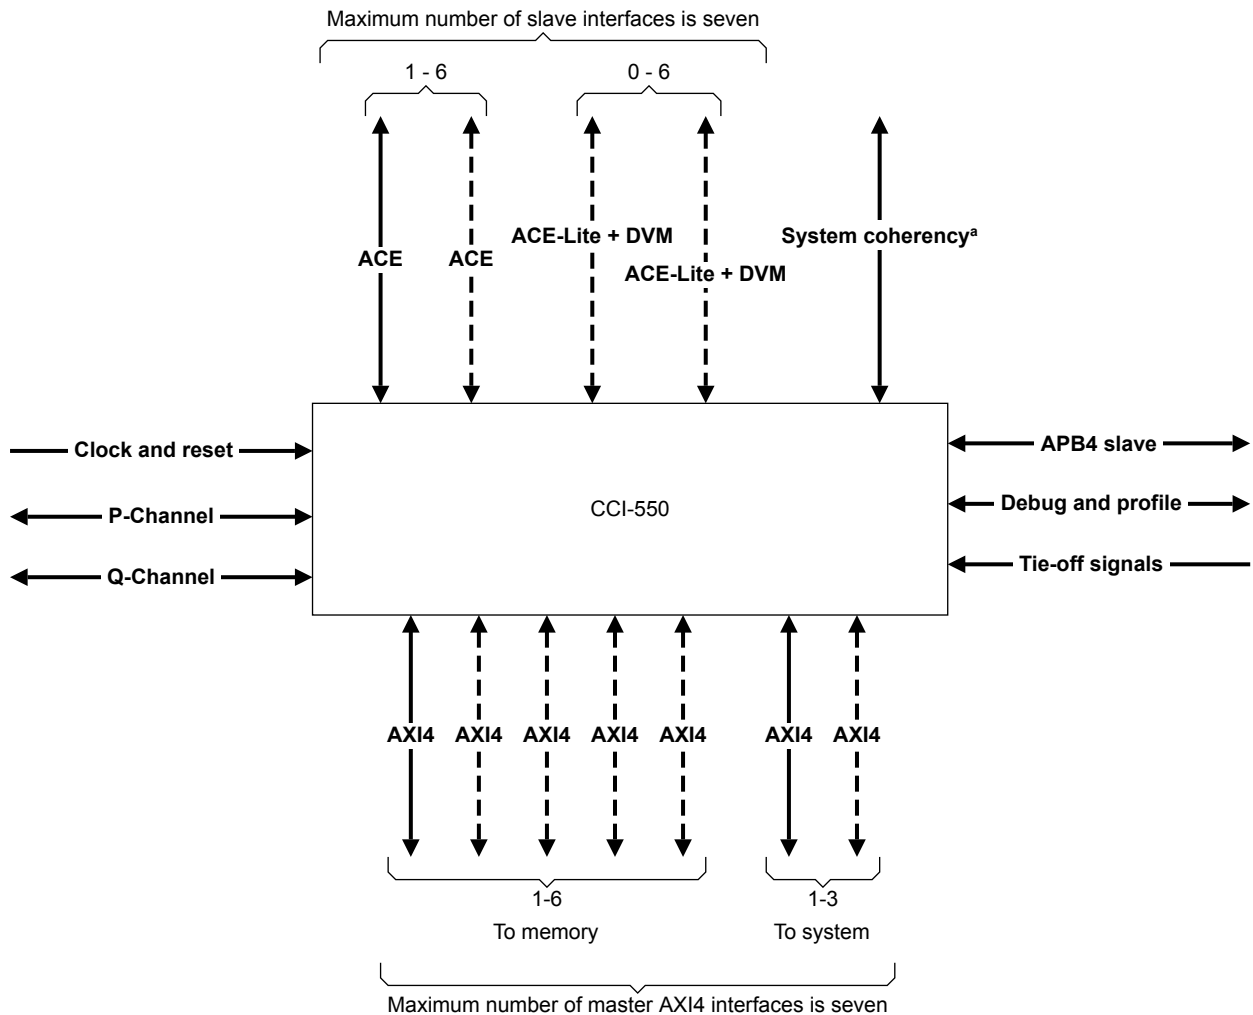 Maximum number of slave interfaces is seven
1 - 6
0 - 6
ACE-Lite + DVM
System coherencyᵃ
ACE
ACE
ACE-Lite + DVM
Clock and reset
APB4 slave
P-Channel
CCI-550
Debug and profile
Q-Channel
Tie-off signals
AXI4 AXI4 AXI4 AXI4 AXI4 AXI4 AXI4
1-6
1-3
To memory
To system
Maximum number of master AXI4 interfaces is seven